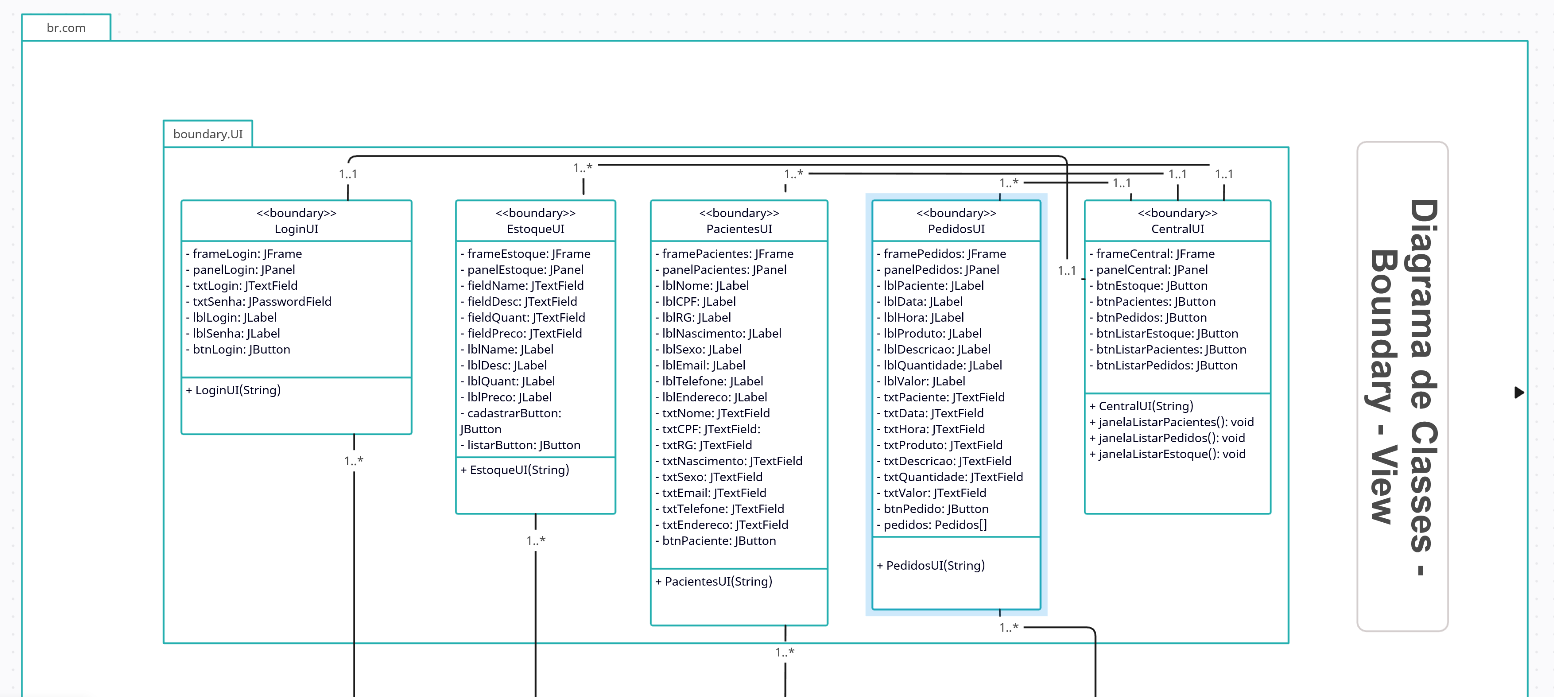 br.com
boundary.UI
1..1
1..*
1..*
1..*
1..1
1..1
1..1
1..1
<<boundary>>
LoginUI
- frameLogin: JFrame
- panelLogin: JPanel
- txtLogin: JTextField
- txtSenha: JPasswordField
- lblLogin: JLabel
- lblSenha: JLabel
- btnLogin: JButton
+ LoginUI(String)
1..*
<<boundary>>
EstoqueUI
- frameEstoque: JFrame
- panelEstoque: JPanel
- fieldName: JTextField
- fieldDesc: JTextField
- fieldQuant: JTextField
- fieldPreco: JTextField
- lblName: JLabel
- lblDesc: JLabel
- lblQuant: JLabel
- lblPreco: JLabel
- cadastrarButton:
JButton
- listarButton: JButton
+ EstoqueUI(String)
1..*
<<boundary>>
PacientesUI
- framePacientes: JFrame
- panelPacientes: JPanel
- lblNome: JLabel
- lblCPF: JLabel
- lblRG: JLabel
- lblNascimento: JLabel
- lblSexo: JLabel
- lblEmail: JLabel
- lblTelefone: JLabel
- lblEndereco: JLabel
- txtNome: JTextField
- txtCPF: JTextField:
- txtRG: JTextField
- txtNascimento: JTextField
- txtSexo: JTextField
- txtEmail: JTextField
- txtTelefone: JTextField
- txtEndereco: JTextField
- btnPaciente: JButton
+ PacientesUI(String)
1..*
<<boundary>>
PedidosUI
- framePedidos: JFrame
- panelPedidos: JPanel
- lblPaciente: JLabel
- lblData: JLabel
- lblHora: JLabel
- lblProduto: JLabel
- lblDescricao: JLabel
- lblQuantidade: JLabel
- lblValor: JLabel
- txtPaciente: JTextField
- txtData: JTextField
- txtHora: JTextField
- txtProduto: JTextField
- txtDescricao: JTextField
- txtQuantidade: JTextField
- txtValor: JTextField
- btnPedido: JButton
- pedidos: Pedidos[]
+ PedidosUI(String)
1..*
<<boundary>>
CentralUI
- frameCentral: JFrame
- panelCentral: JPanel
- btnEstoque: JButton
- btnPacientes: JButton
- btnPedidos: JButton
- btnListarEstoque: JButton
- btnListarPacientes: JButton
- btnListarPedidos: JButton
+ CentralUI(String)
+ janelaListarPacientes(): void
+ janelaListarPedidos(): void
+ janelaListarEstoque(): void
Diagrama de Classes -
Boundary - View